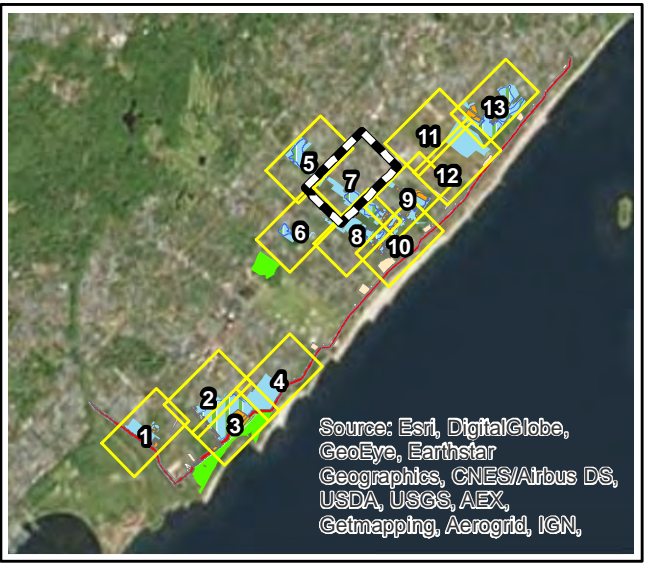 13
11
12
5
7
9
6
8
10
4
2
3
1
Source: Esri, DigitalGlobe,
GeoEye, Earthstar
Geographics, CNES/Airbus DS,
USDA, USGS, AEX,
Getmapping, Aerogrid, IGN,